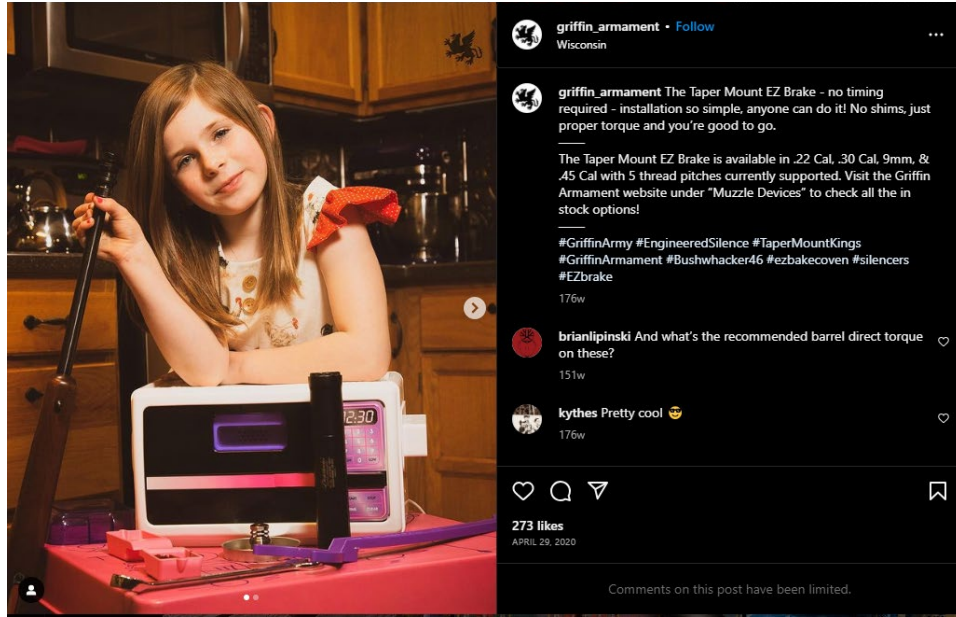 griffin_armament • Follow
Wisconsin
griffin_armament The Taper Mount EZ Brake - no timing
required - installation so simple, anyone can do it! No shims, just
proper torque and you're good to go.
The Taper Mount EZ Brake is available in .22 Cal, .30 Cal, 9mm, &
.45 Cal with 5 thread pitches currently supported. Visit the Griffin
Armament website under "Muzzle Devices" to check all the in
stock options!
#GriffinArmy #EngineeredSilence #TaperMountKings
#GriffinArmament #Bushwhacker46 #ezbakecoven #silencers
#EZbrake
176w
brianlipinski And what's the recommended barrel direct torque
on these?
151w
kythes Pretty cool 😎
176w
273 likes
APRIL 29, 2020
Comments on this post have been limited.
12:30